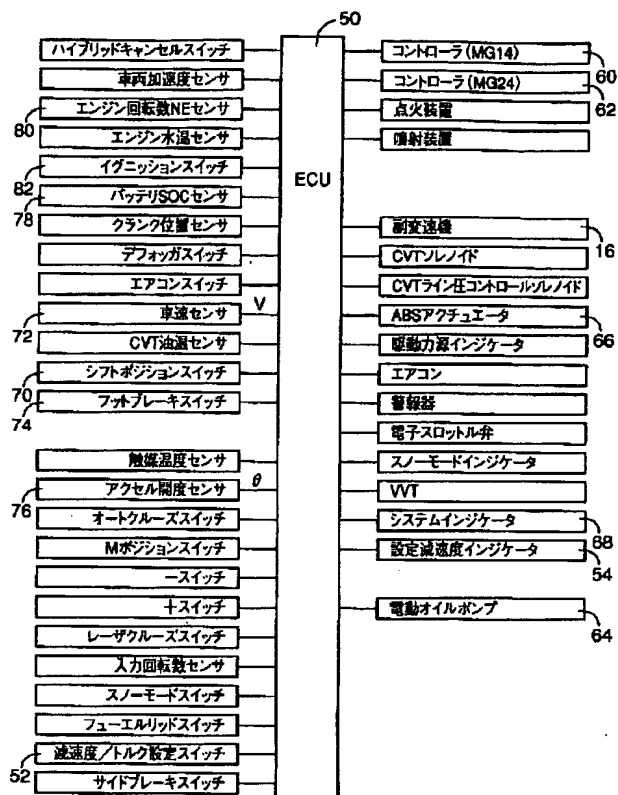 50
ECU
ハイブリッドキャンセルスイッチ
車両加速度センサ
エンジン回転数NEセンサ
80
エンジン水温センサ
イグニッションスイッチ
82
バッテリSOCセンサ
78
クランク位置センサ
デフォッガスイッチ
エアコンスイッチ
V
車速センサ
72
CVT油温センサ
シフトポジションスイッチ
70
フットブレーキスイッチ
74
触媒温度センサ
θ
アクセル開度センサ
76
オートクルーズスイッチ
Mポジションスイッチ
ースイッチ
+スイッチ
レーザクルーズスイッチ
入力回転数センサ
スノーモードスイッチ
フューエルリッドスイッチ
減速度/トルク設定スイッチ
52
サイドブレーキスイッチ
コントローラ(MG14)
60
コントローラ(MG24)
62
点火装置
噴射装置
副変速機
16
CVTソレノイド
CVTライン圧コントロールソレノイド
ABSアクチュエータ
66
駆動力源インジケータ
エアコン
警報器
電子スロットル弁
スノーモードインジケータ
VVT
システムインジケータ
68
設定減速度インジケータ
54
電動オイルポンプ
64